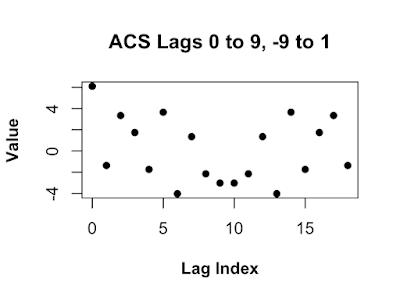 ACS Lags 0 to 9, -9 to 1
Value
4
0
-4
0 5 10 15
Lag Index